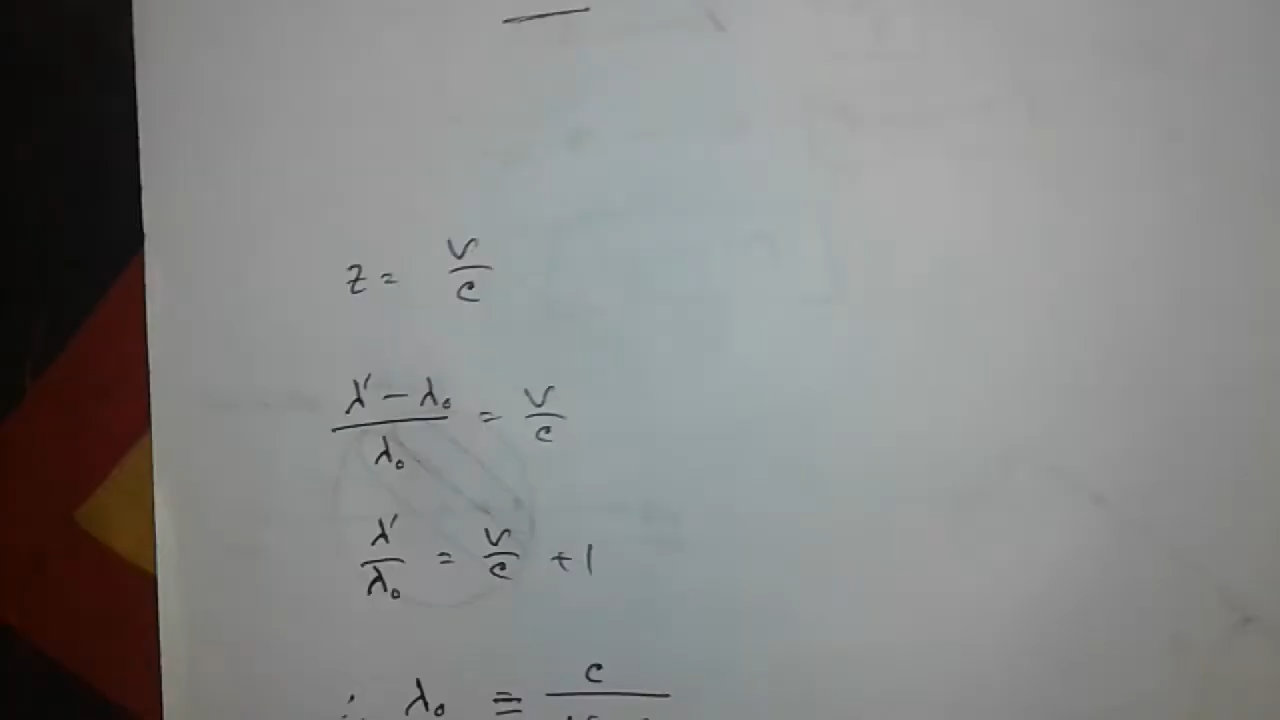 z = v/c
(λ' - λ₀)/λ₀ = v/c
λ'/λ₀ = v/c + 1
∴ λ₀ = c